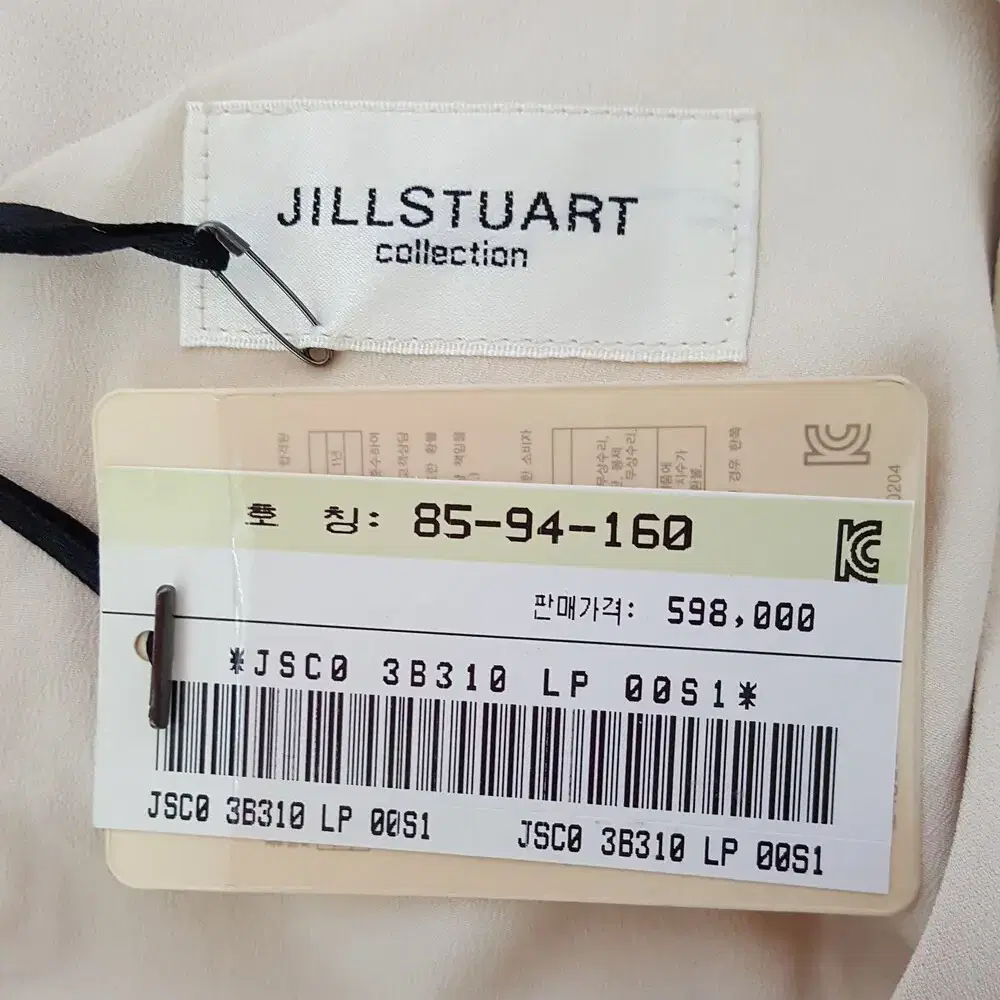 JILLSTUART
collection
호 칭: 85-94-160
판매가격: 598,000
*JSC0 3B310 LP 00S1*
JSC0 3B310 LP 00S1 JSC0 3B310 LP 00S1